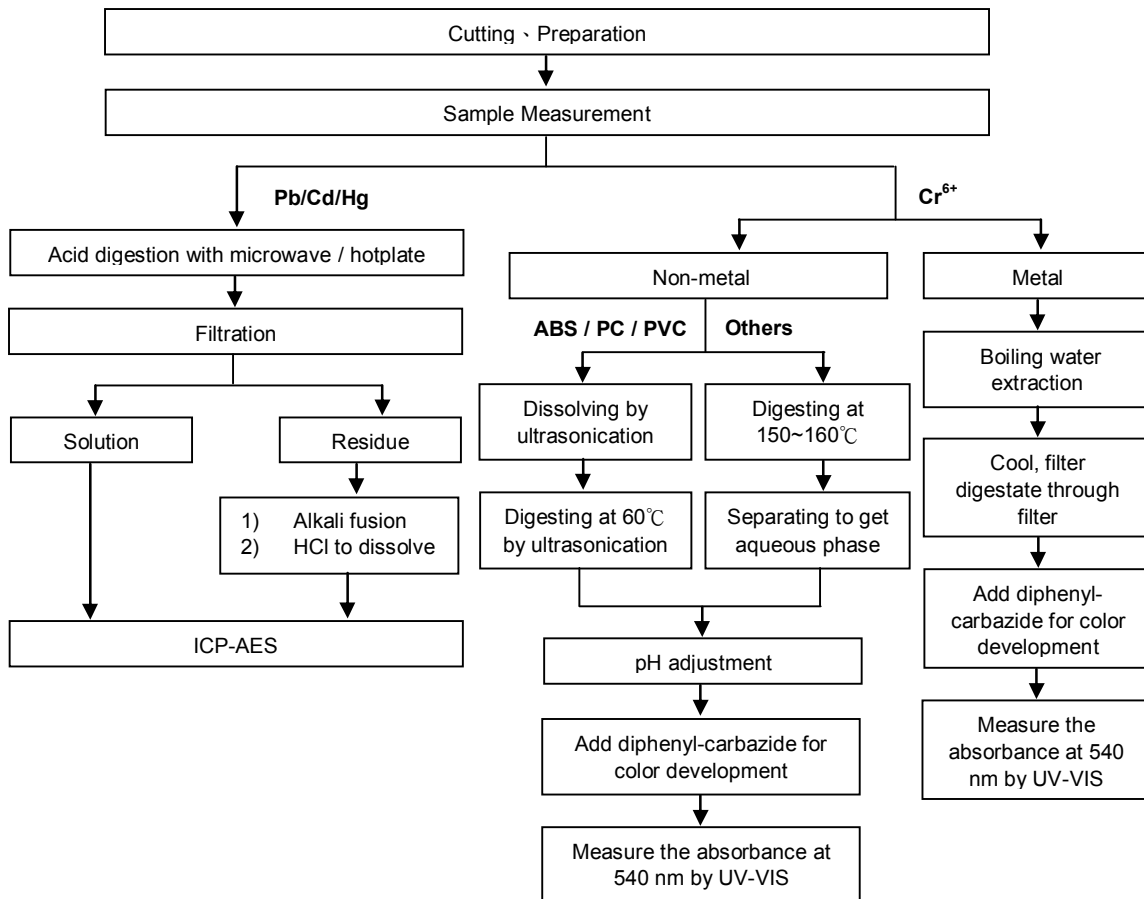 Cutting、Preparation
Sample Measurement
Pb/Cd/Hg
Acid digestion with microwave / hotplate
Filtration
Solution
Residue
1) Alkali fusion
2) HCl to dissolve
ICP-AES
Cr6+
Non-metal
ABS / PC / PVC
Others
Dissolving by
ultrasonication
Digesting at 60℃
by ultrasonication
Digesting at
150~160℃
Separating to get
aqueous phase
pH adjustment
Add diphenyl-carbazide for
color development
Measure the absorbance at
540 nm by UV-VIS
Metal
Boiling water
extraction
Cool, filter
digestate through
filter
Add diphenyl-
carbazide for color
development
Measure the
absorbance at 540
nm by UV-VIS